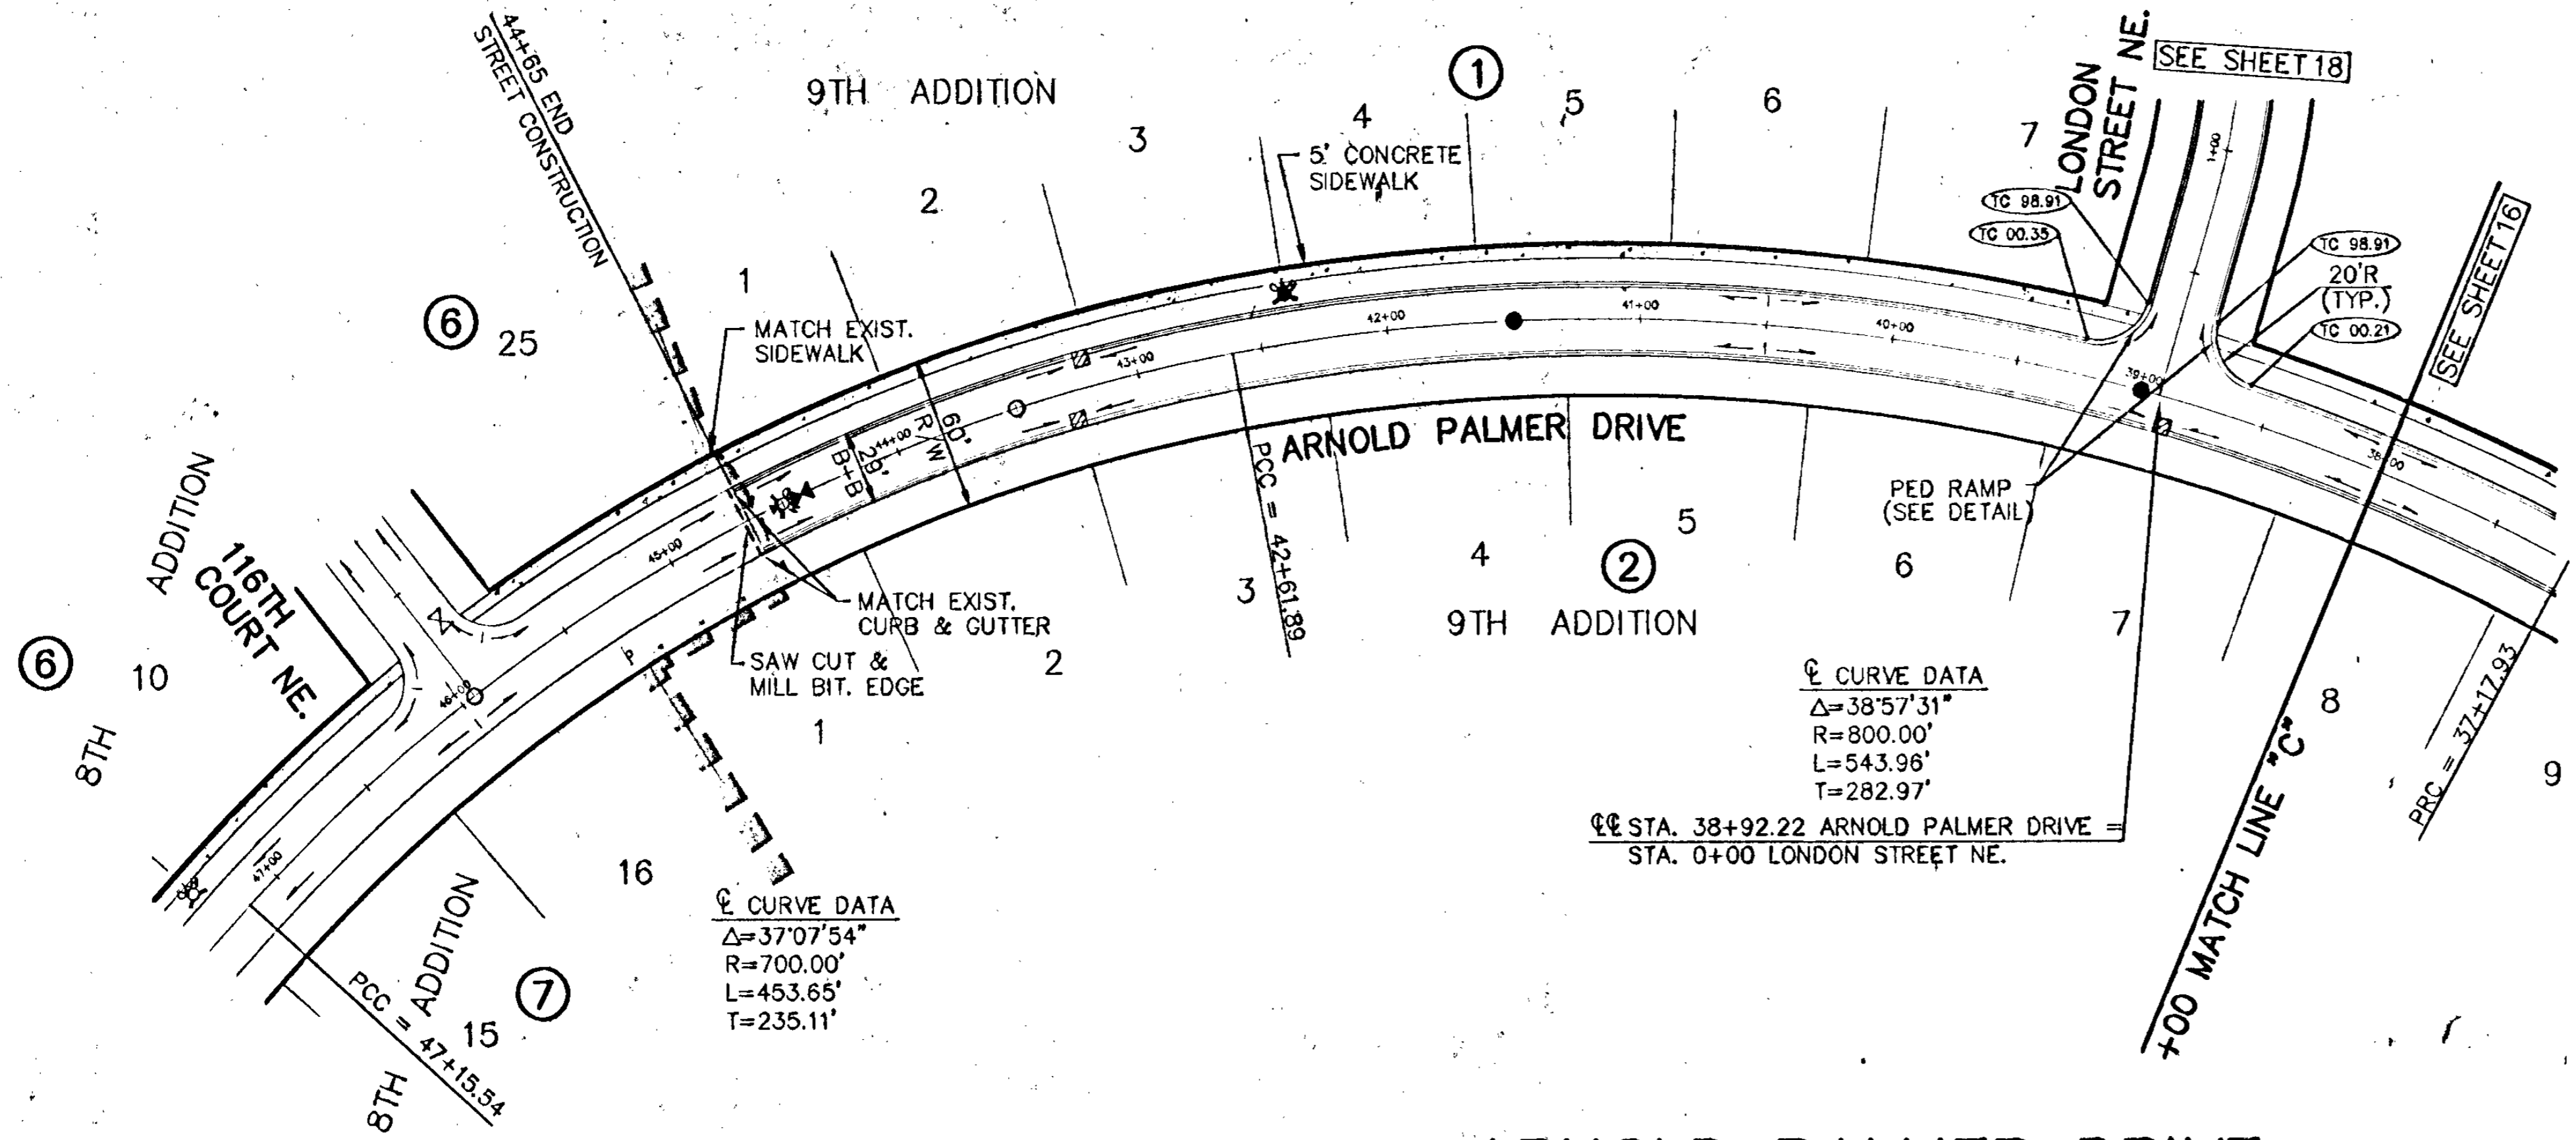 44+65 END
STREET CONSTRUCTION
9TH ADDITION
1
SEE SHEET 18
LONDON
STREET NE.
1+00
1
2
3
4
5
6
7
5' CONCRETE
SIDEWALK
TC 98.91
TC 00.35
TC 98.91
20'R
(TYP.)
TC 00.21
SEE SHEET 16
6
25
MATCH EXIST.
SIDEWALK
47+00
46+00
45+00
44+00
43+00
42+00
41+00
40+00
39+00
38+00
60'
R W
29'
B+B
ARNOLD PALMER DRIVE
PCC = 42+61.89
PED RAMP
(SEE DETAIL)
ADDITION
8TH
116TH
COURT NE.
6
10
MATCH EXIST.
CURB & GUTTER
SAW CUT &
MILL BIT. EDGE
1
2
3
4
5
6
7
8
9
2
9TH ADDITION
℄ CURVE DATA
Δ=38°57'31"
R=800.00'
L=543.96'
T=282.97'
℄℄ STA. 38+92.22 ARNOLD PALMER DRIVE =
STA. 0+00 LONDON STREET NE.
+00 MATCH LINE "C"
PRC = 37+17.93
16
℄ CURVE DATA
Δ=37°07'54"
R=700.00'
L=453.65'
T=235.11'
ADDITION
8TH
7
15
PCC = 47+15.54